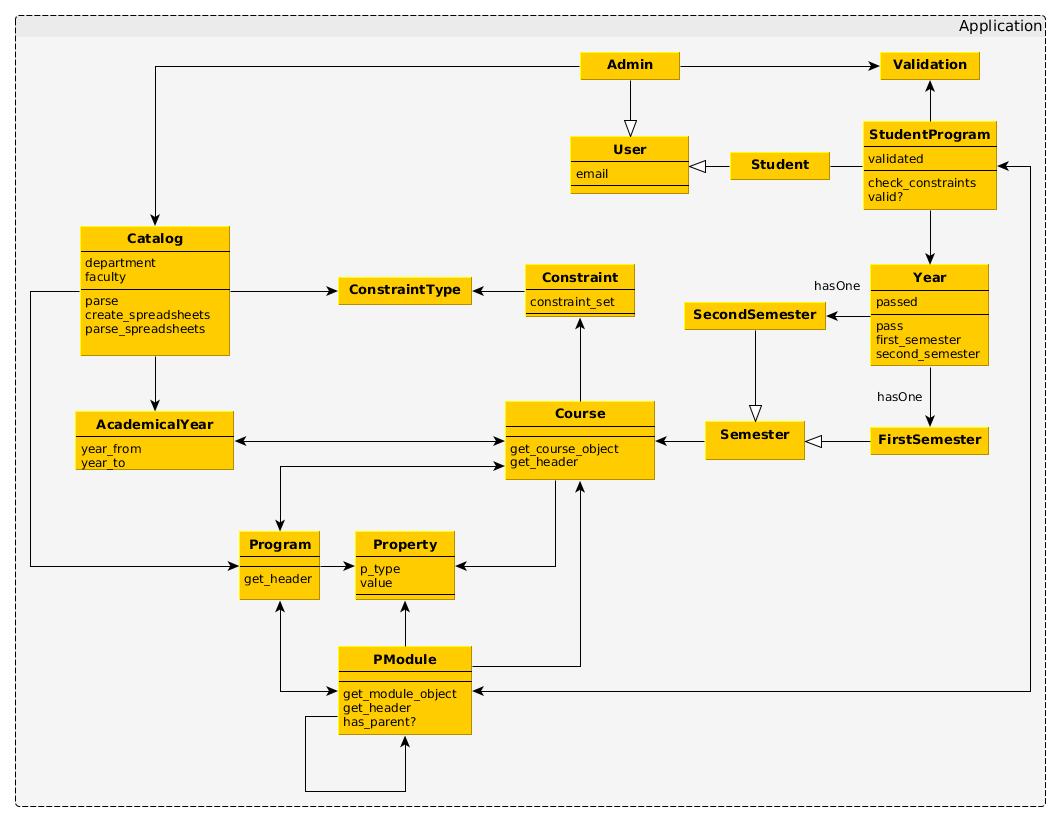 Application
Admin
Validation
StudentProgram
validated
check_constraints
valid?
User
email
Student
Catalog
department
faculty
parse
create_spreadsheets
parse_spreadsheets
ConstraintType
Constraint
constraint_set
hasOne
SecondSemester
Year
passed
pass
first_semester
second_semester
hasOne
AcademicalYear
year_from
year_to
Course
get_course_object
get_header
Semester
FirstSemester
Program
get_header
Property
p_type
value
PModule
get_module_object
get_header
has_parent?